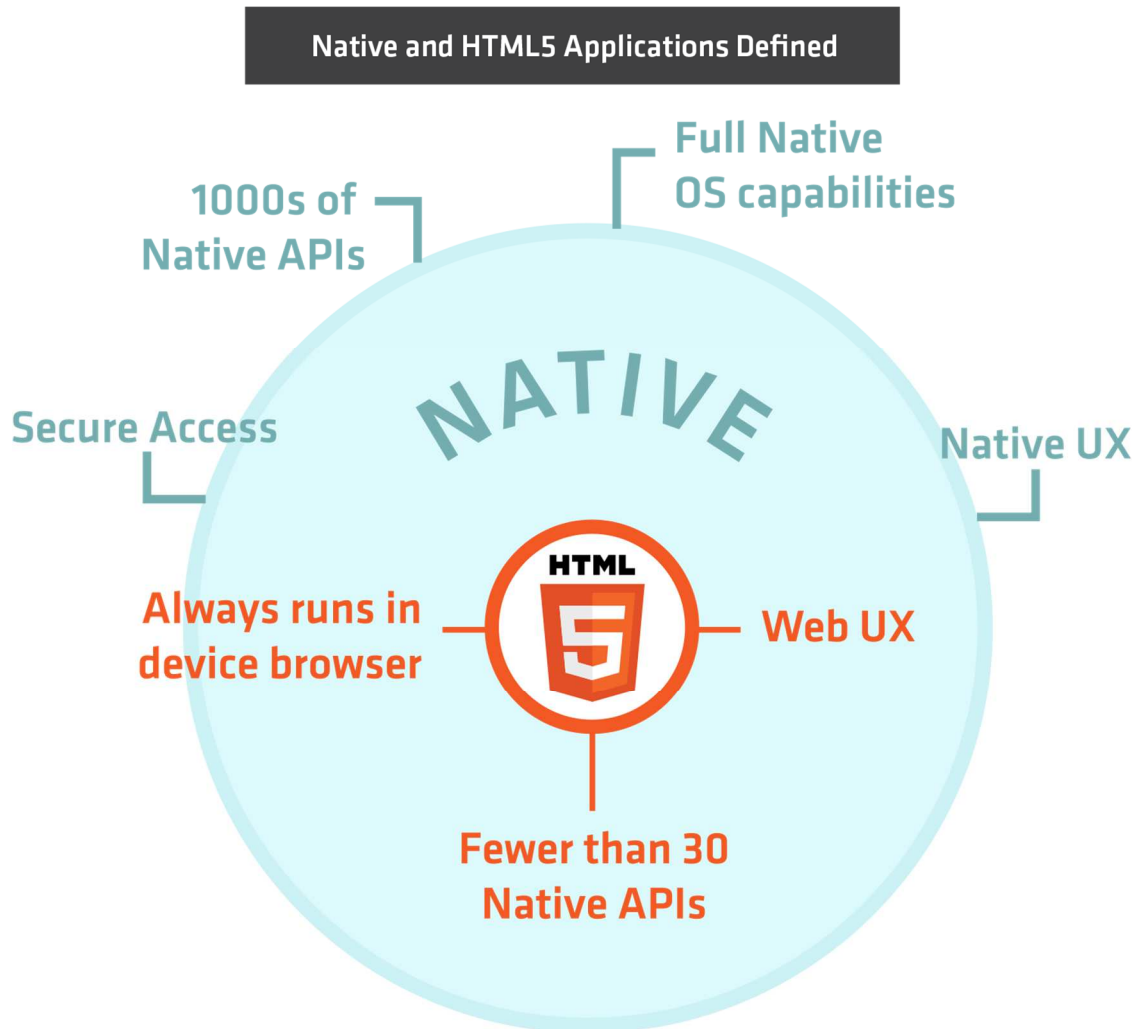 Native and HTML5 Applications Defined
Full Native
OS capabilities
1000s of
Native APIs
NATIVE
Secure Access
Native UX
HTML
5
Always runs in
device browser
Web UX
Fewer than 30
Native APIs